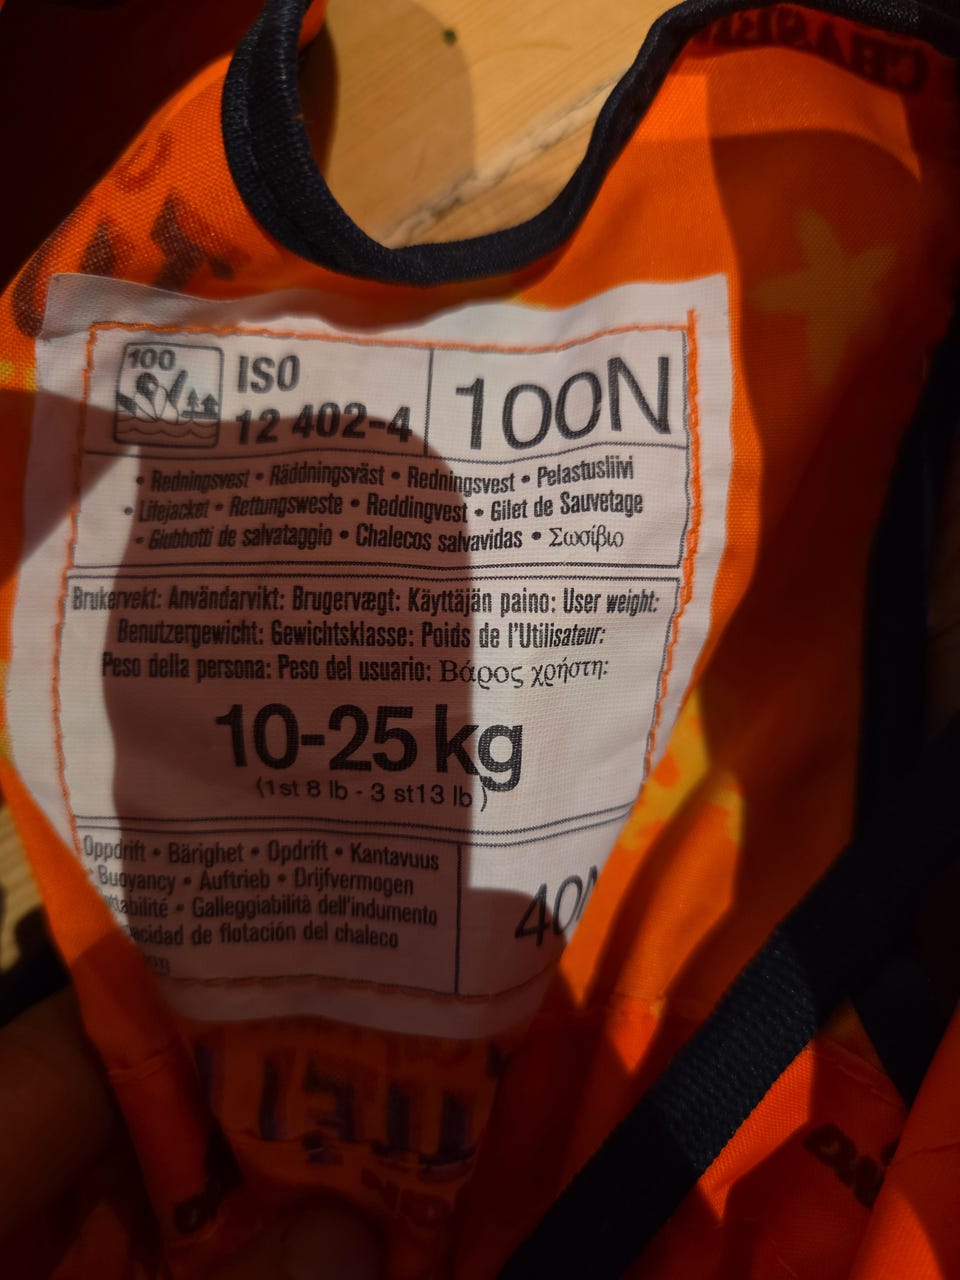 100
ISO
12 402-4
100N
• Redningsvest • Räddningsväst • Redningsvest • Pelastusliivi
• Lifejacket • Rettungsweste • Reddingvest • Gilet de Sauvetage
• Giubbotti de salvataggio • Chalecos salvavidas • Σωσίβιο
Brukervekt: Användarvikt: Brugervægt: Käyttäjän paino: User weight:
Benutzergewicht: Gewichtsklasse: Poids de l'Utilisateur:
Peso della persona: Peso del usuario: Βάρος χρήστη:
10-25 kg
(1st 8 lb - 3 st13 lb)
Oppdrift • Bärighet • Opdrift • Kantavuus
Buoyancy • Auftrieb • Drijfvermogen
• Galleggiabilità dell'indumento
de flotación del chaleco
40N